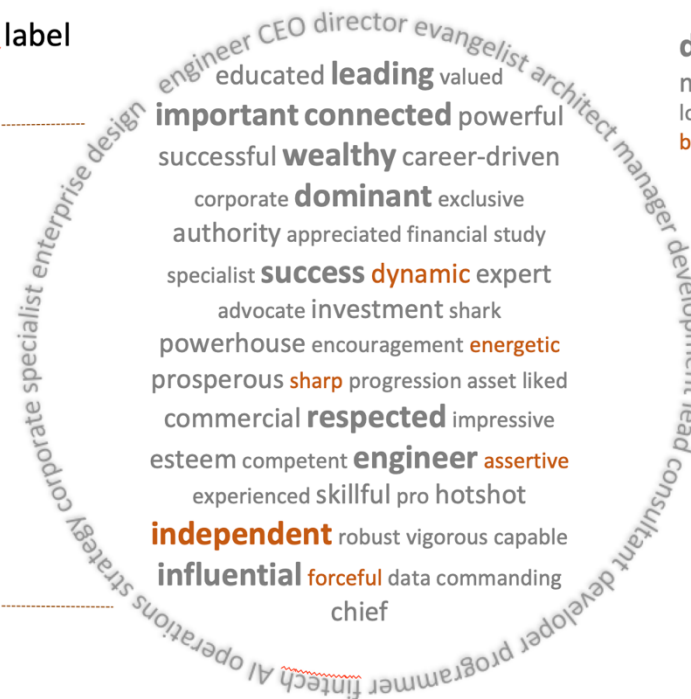 label
engineer CEO director evangelist architect manager development lead consultant developer programmer fintech AI operations strategy corporate specialist enterprise design
educated leading valued
important connected powerful
successful wealthy career-driven
corporate dominant exclusive
authority appreciated financial study
specialist success dynamic expert
advocate investment shark
powerhouse encouragement energetic
prosperous sharp progression asset liked
commercial respected impressive
esteem competent engineer assertive
experienced skillful pro hotshot
independent robust vigorous capable
influential forceful data commanding
chief